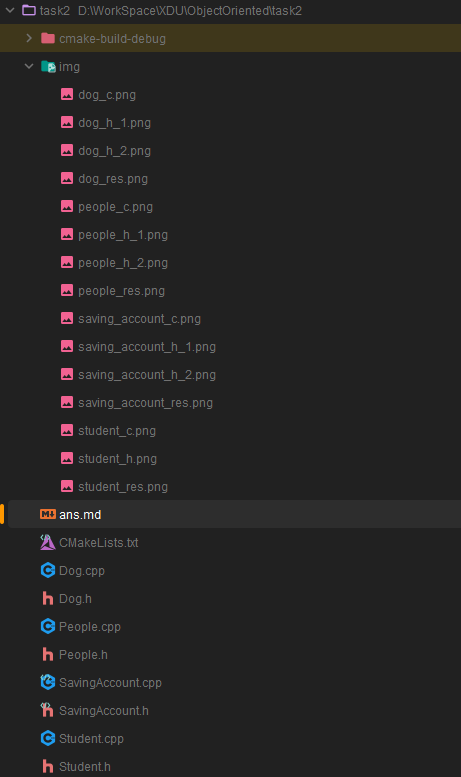 task2 D:\WorkSpace\XDU\ObjectOriented\task2
cmake-build-debug
img
dog_c.png
dog_h_1.png
dog_h_2.png
dog_res.png
people_c.png
people_h_1.png
people_h_2.png
people_res.png
saving_account_c.png
saving_account_h_1.png
saving_account_h_2.png
saving_account_res.png
student_c.png
student_h.png
student_res.png
ans.md
CMakeLists.txt
Dog.cpp
Dog.h
People.cpp
People.h
SavingAccount.cpp
SavingAccount.h
Student.cpp
Student.h